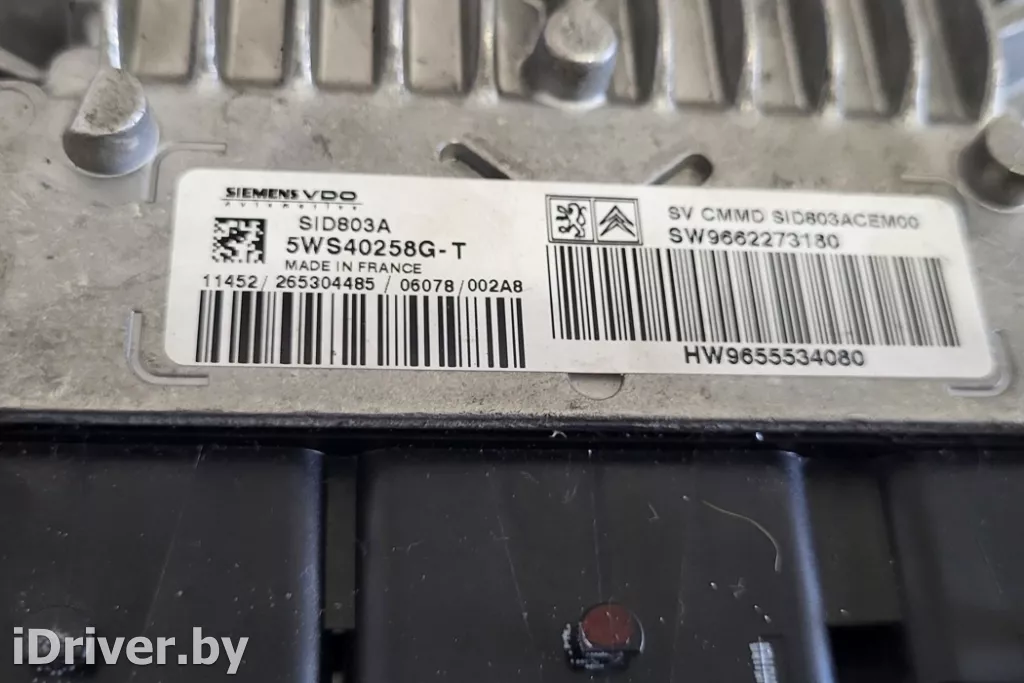 SIEMENS VDO
Automotive
SID803A
5WS40258G-T
MADE IN FRANCE
11452/265304485/06078/002A8
SV CMMD SID803ACEM00
SW9662273180
HW9655534080
iDriver.by